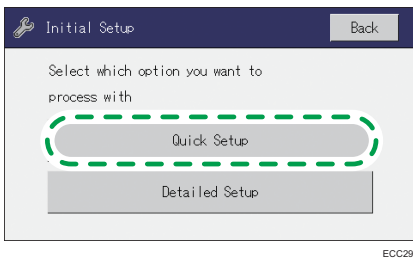 Initial Setup
Back
Select which option you want to
process with
Quick Setup
Detailed Setup
ECC29